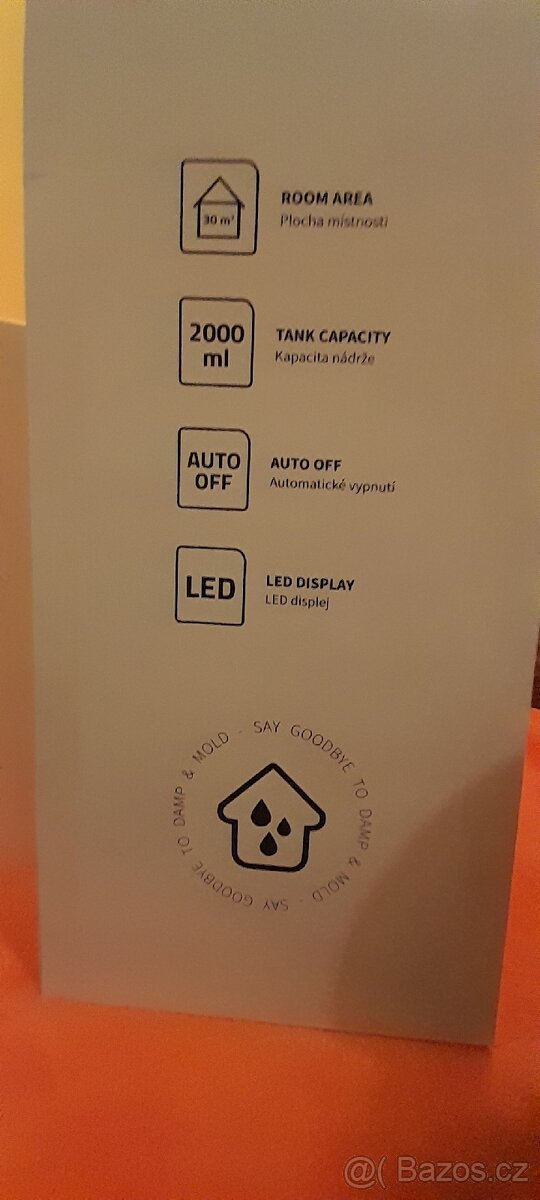 30 m²
ROOM AREA
Plocha místnosti
2000
ml
TANK CAPACITY
Kapacita nádrže
AUTO
OFF
AUTO OFF
Automatické vypnutí
LED
LED DISPLAY
LED displej
SAY GOODBYE TO DAMP & MOLD - SAY GOODBYE TO DAMP & MOLD -
@( Bazos.cz